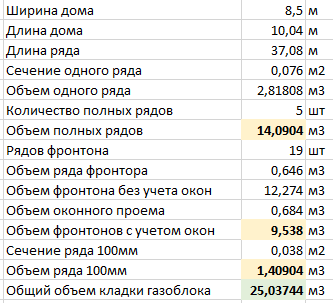 Ширина дома 8,5 м
Длина дома 10,04 м
Длина ряда 37,08 м
Сечение одного ряда 0,076 м2
Объем одного ряда 2,81808 м3
Количество полных рядов 5 шт
Объем полных рядов 14,0904 м3
Рядов фронтона 19 шт
Объем ряда фронтора 0,646 м3
Объем фронтона без учета окон 12,274 м3
Объем оконного проема 0,684 м3
Объем фронтонов с учетом окон 9,538 м3
Сечение ряда 100мм 0,038 м2
Объем ряда 100мм 1,40904 м3
Общий объем кладки газоблока 25,03744 м3